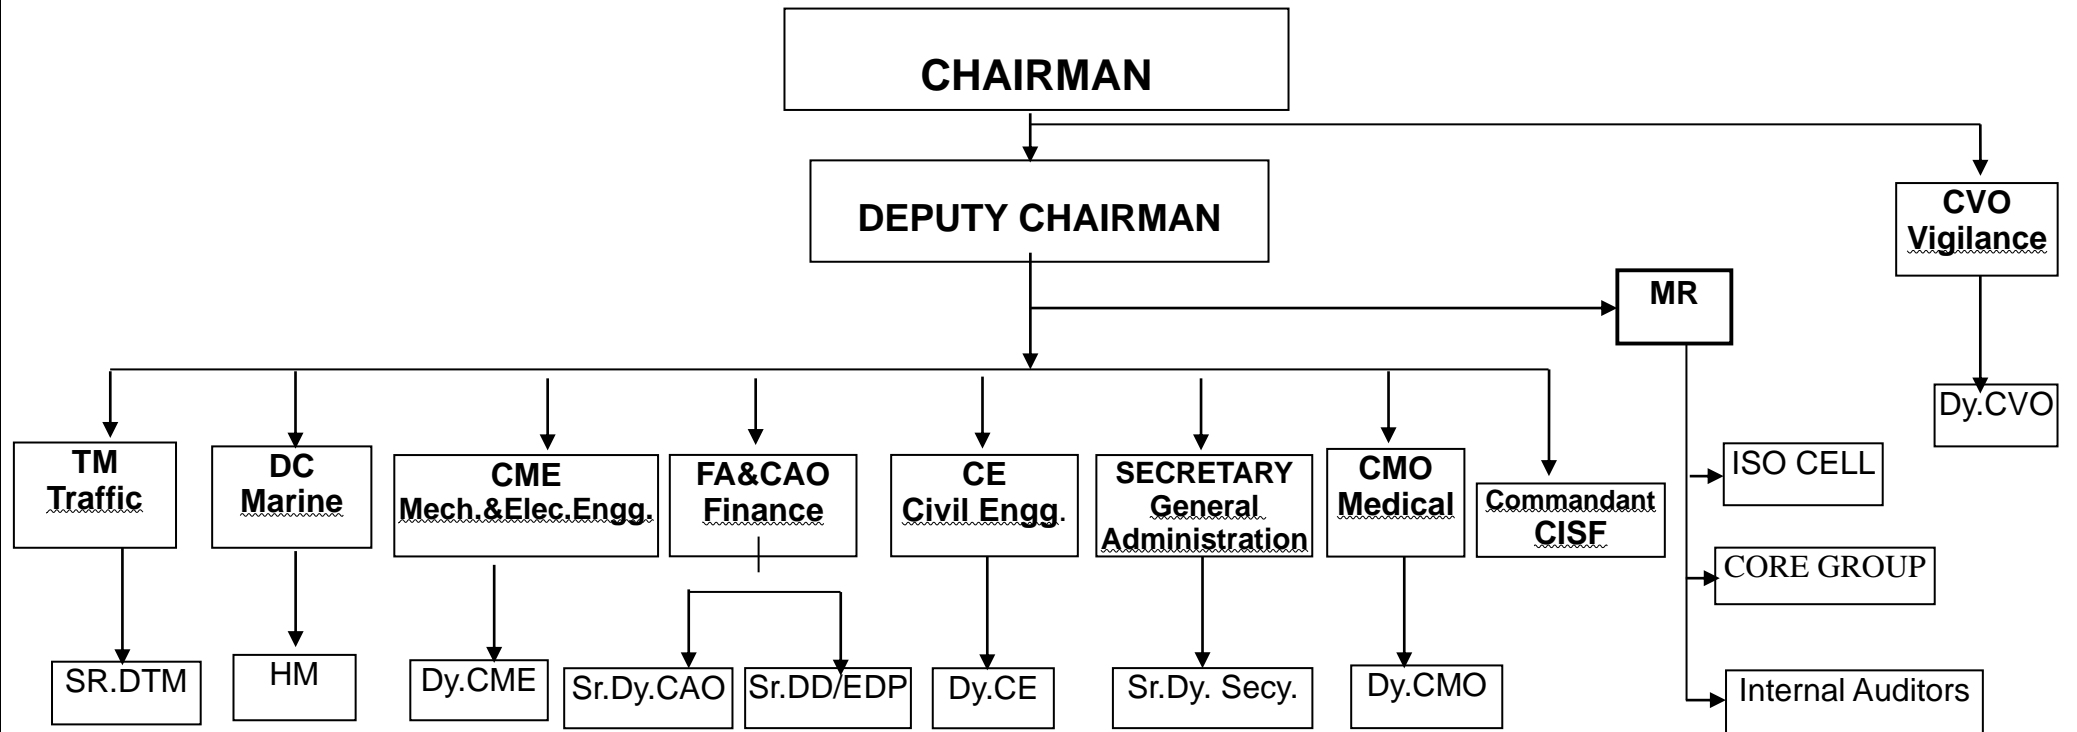 CHAIRMAN
DEPUTY CHAIRMAN
CVO
Vigilance
MR
Dy.CVO
TM
Traffic
DC
Marine
CME
Mech.&Elec.Engg.
FA&CAO
Finance
CE
Civil Engg.
SECRETARY
General
Administration
CMO
Medical
Commandant
CISF
ISO CELL
CORE GROUP
Internal Auditors
SR.DTM
HM
Dy.CME
Sr.Dy.CAO
Sr.DD/EDP
Dy.CE
Sr.Dy. Secy.
Dy.CMO